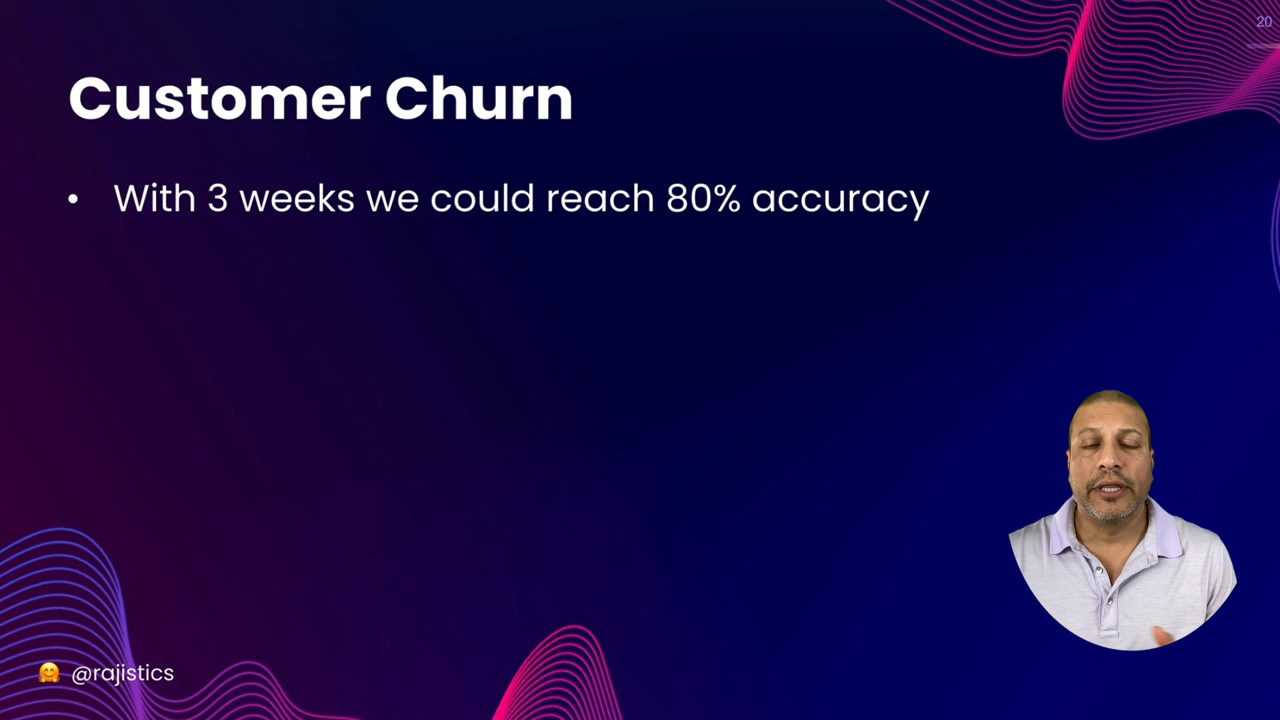 20
Customer Churn
• With 3 weeks we could reach 80% accuracy
🤗 @rajistics